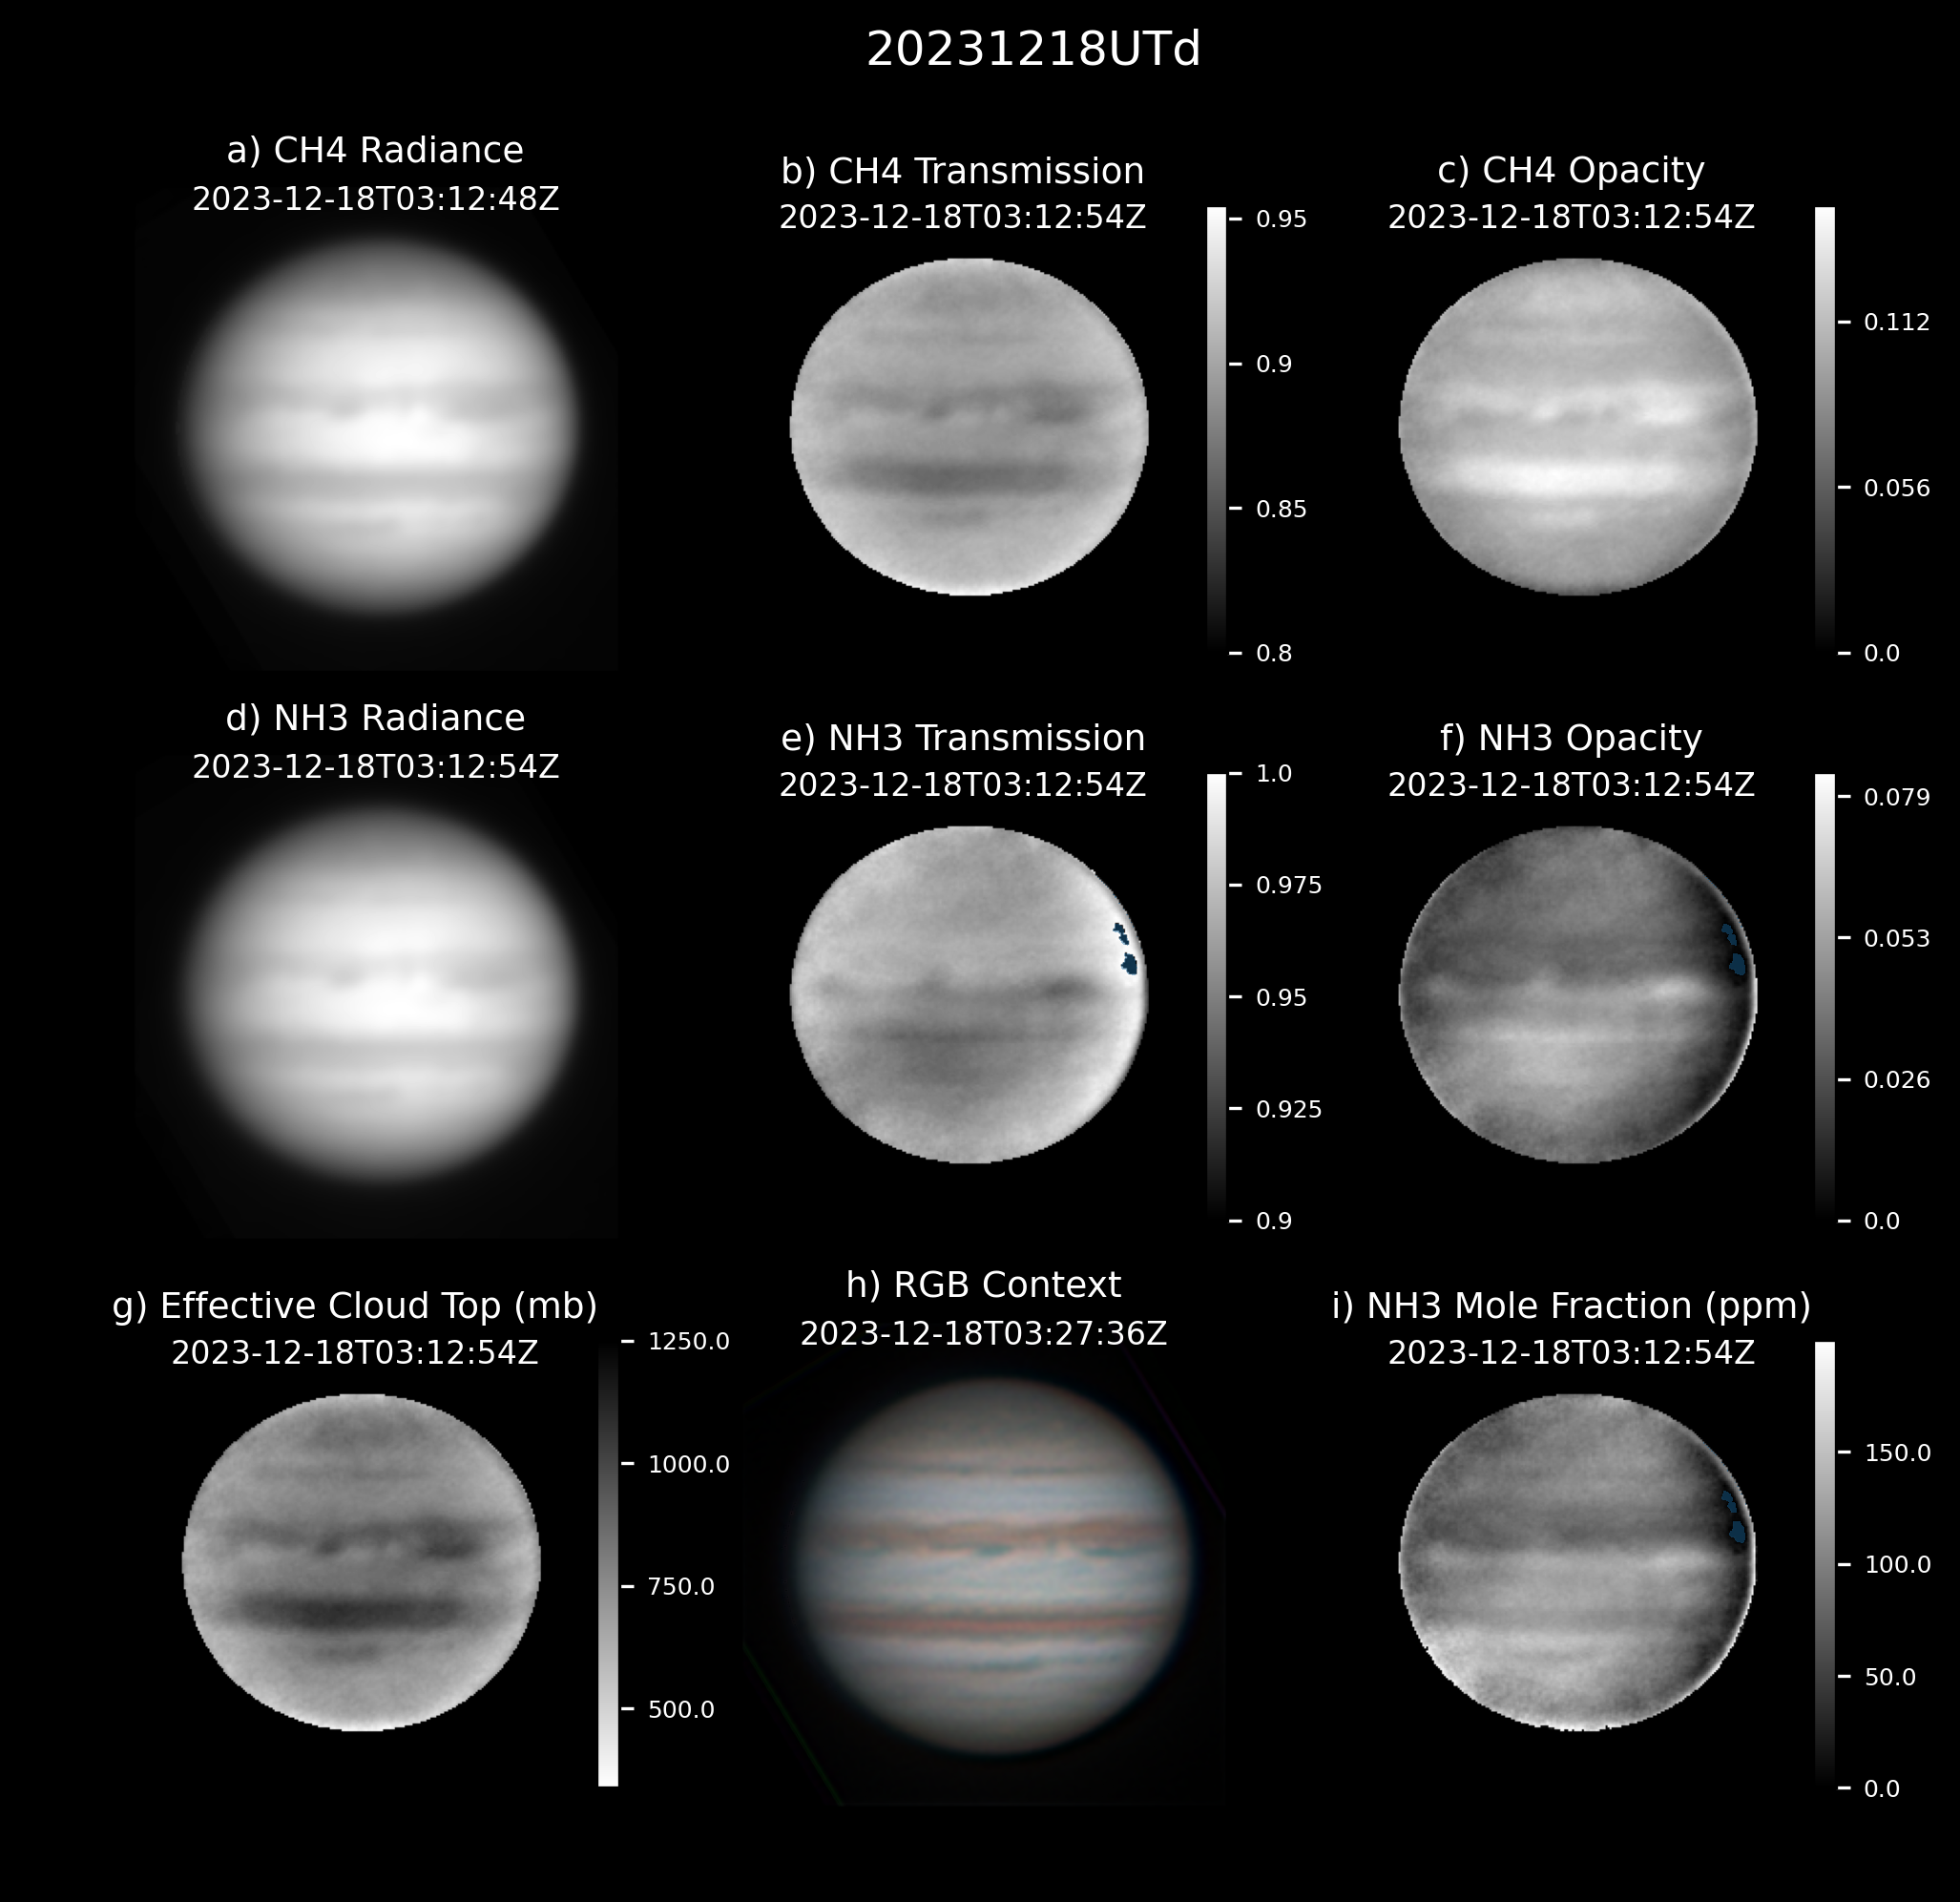 20231218UTd
a) CH4 Radiance
2023-12-18T03:12:48Z
b) CH4 Transmission
2023-12-18T03:12:54Z
0.95
0.9
0.85
0.8
c) CH4 Opacity
2023-12-18T03:12:54Z
0.112
0.056
0.0
d) NH3 Radiance
2023-12-18T03:12:54Z
e) NH3 Transmission
2023-12-18T03:12:54Z
1.0
0.975
0.95
0.925
0.9
f) NH3 Opacity
2023-12-18T03:12:54Z
0.079
0.053
0.026
0.0
g) Effective Cloud Top (mb)
2023-12-18T03:12:54Z
1250.0
1000.0
750.0
500.0
h) RGB Context
2023-12-18T03:27:36Z
i) NH3 Mole Fraction (ppm)
2023-12-18T03:12:54Z
150.0
100.0
50.0
0.0